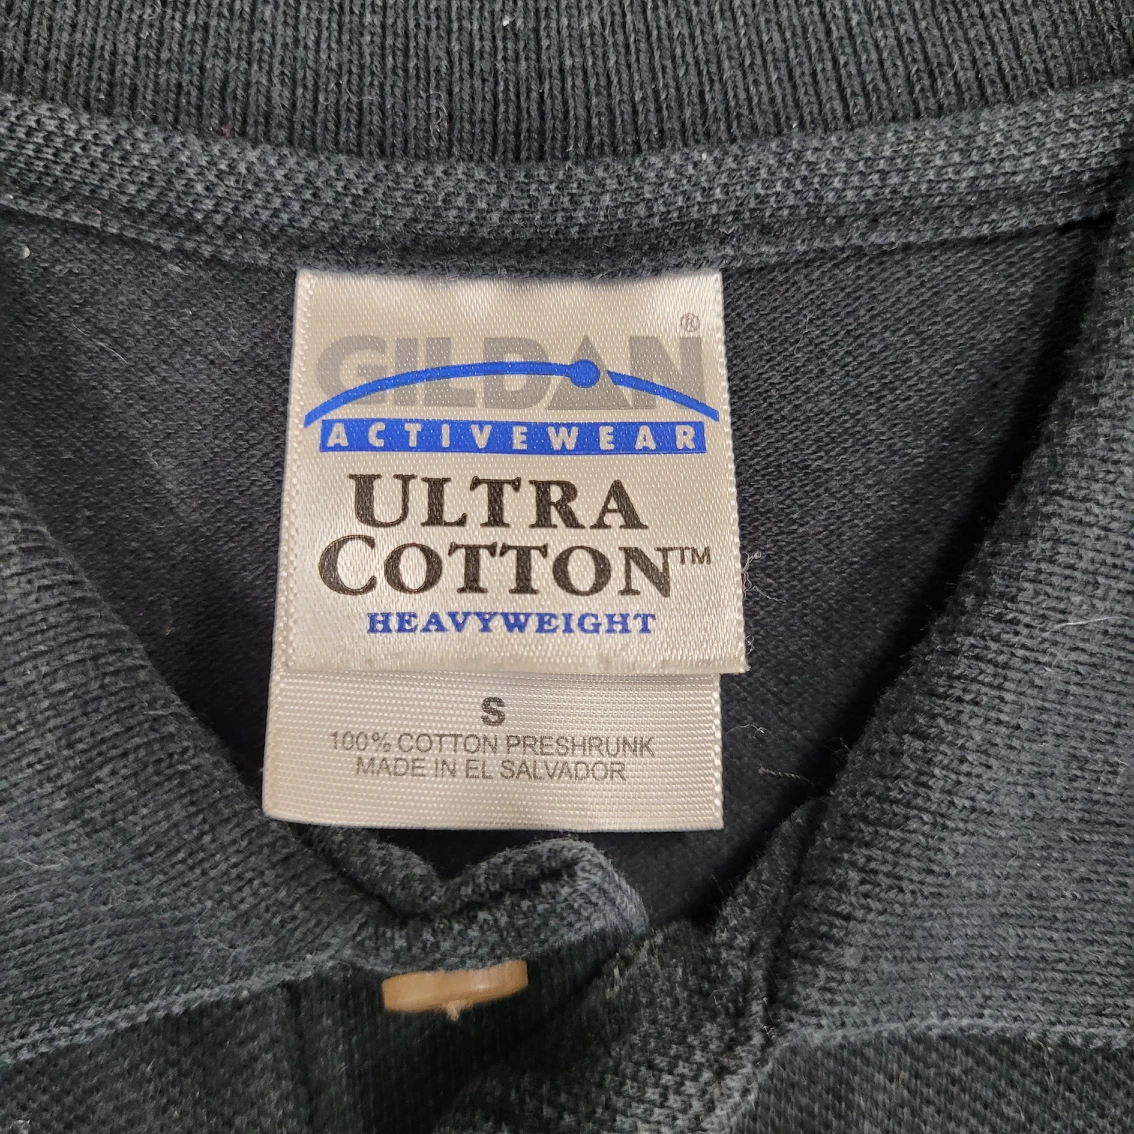 GILDAN®
ACTIVEWEAR
ULTRA
COTTON™
HEAVYWEIGHT
S
100% COTTON PRESHRUNK
MADE IN EL SALVADOR